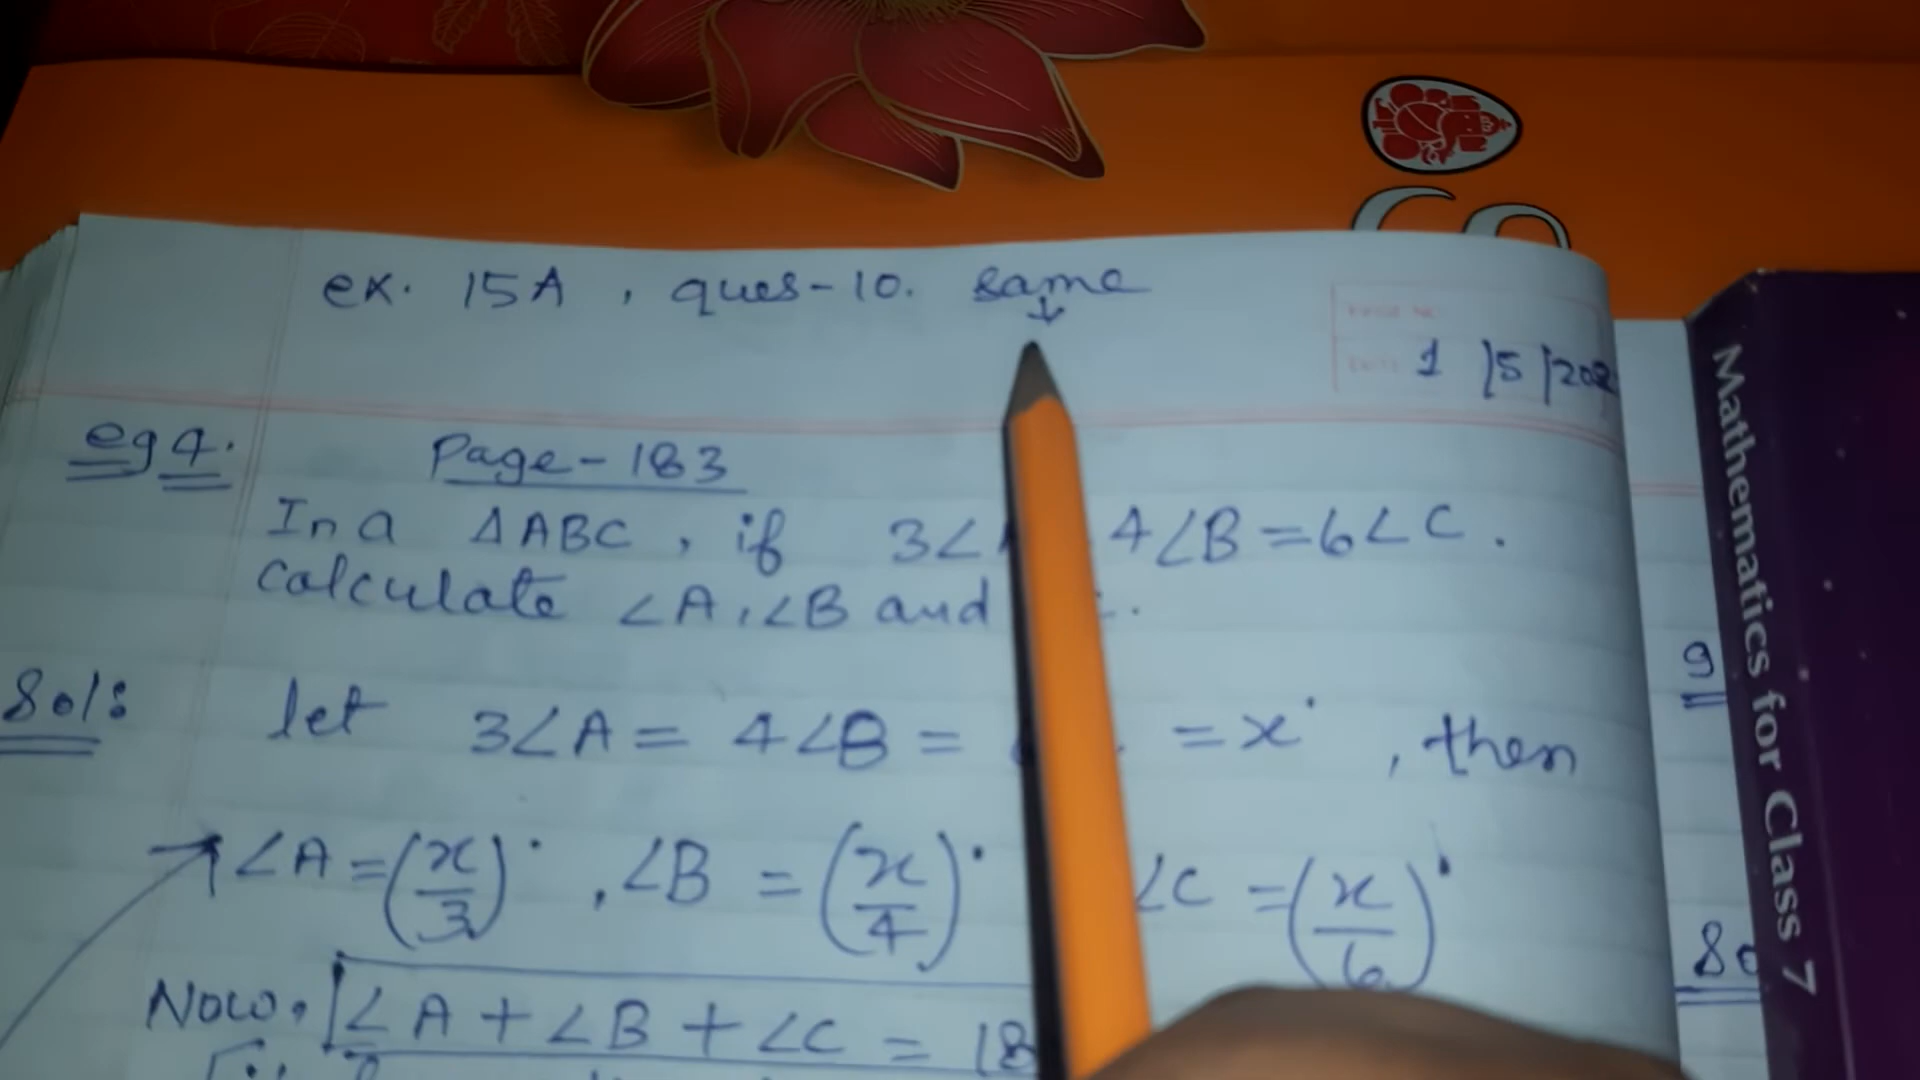 ex. 15A , ques-10. same
1 /5 /202
eg 4. Page-183
In a ΔABC , if 3∠ 4∠B = 6∠C .
Calculate ∠A, ∠B and
Sol: let 3∠A = 4∠B = = x° , then
∠A = (x/3)° , ∠B = (x/4)° ∠C = (x/6)°
Now, ∠A + ∠B + ∠C = 18
9
Mathematics for Class 7